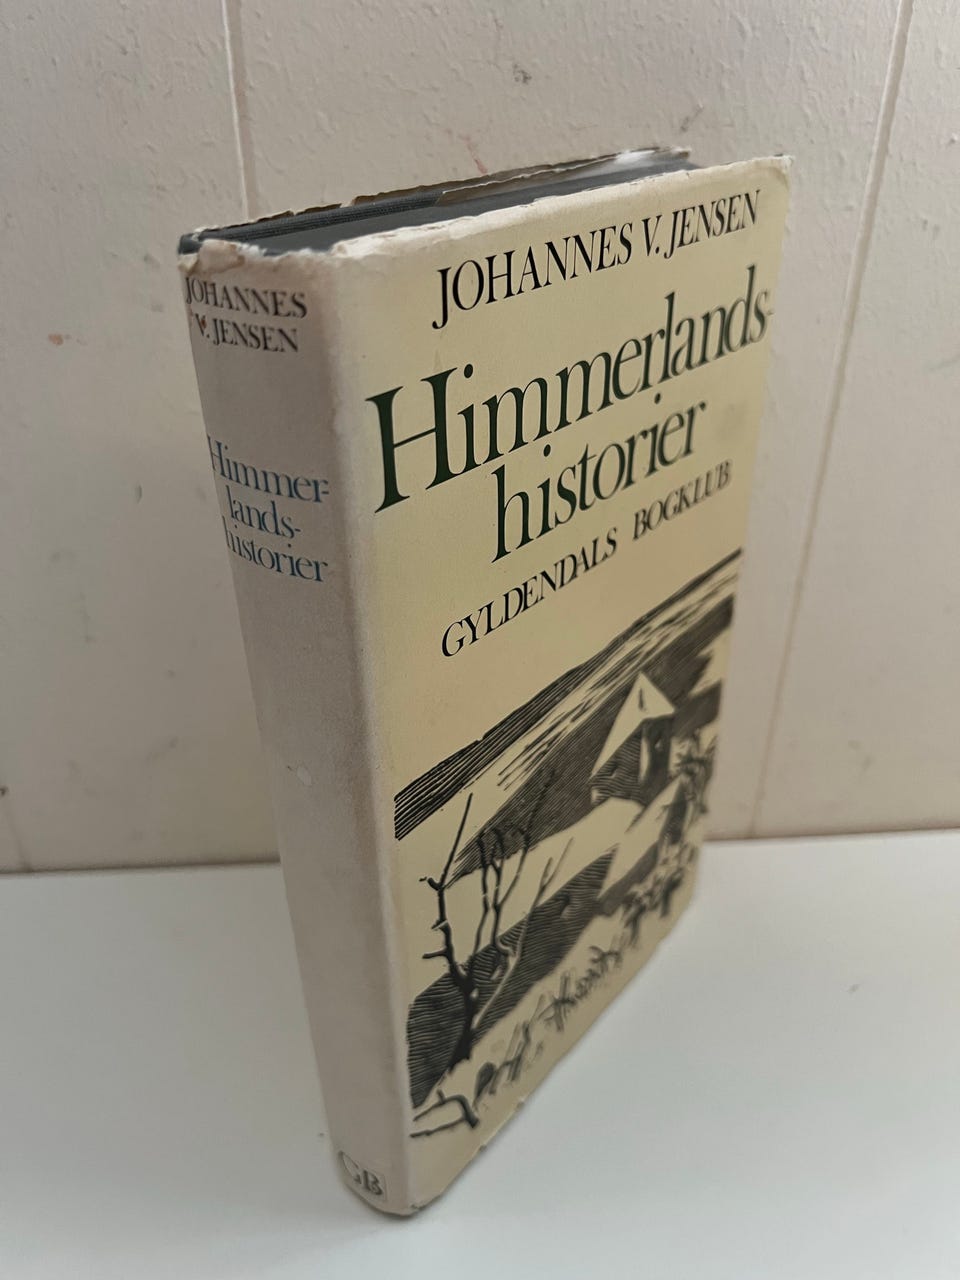 JOHANNES
V. JENSEN
Himmer-
lands-
historier
GB
JOHANNES V. JENSEN
Himmerlands-
historier
GYLDENDALS BOGKLUB